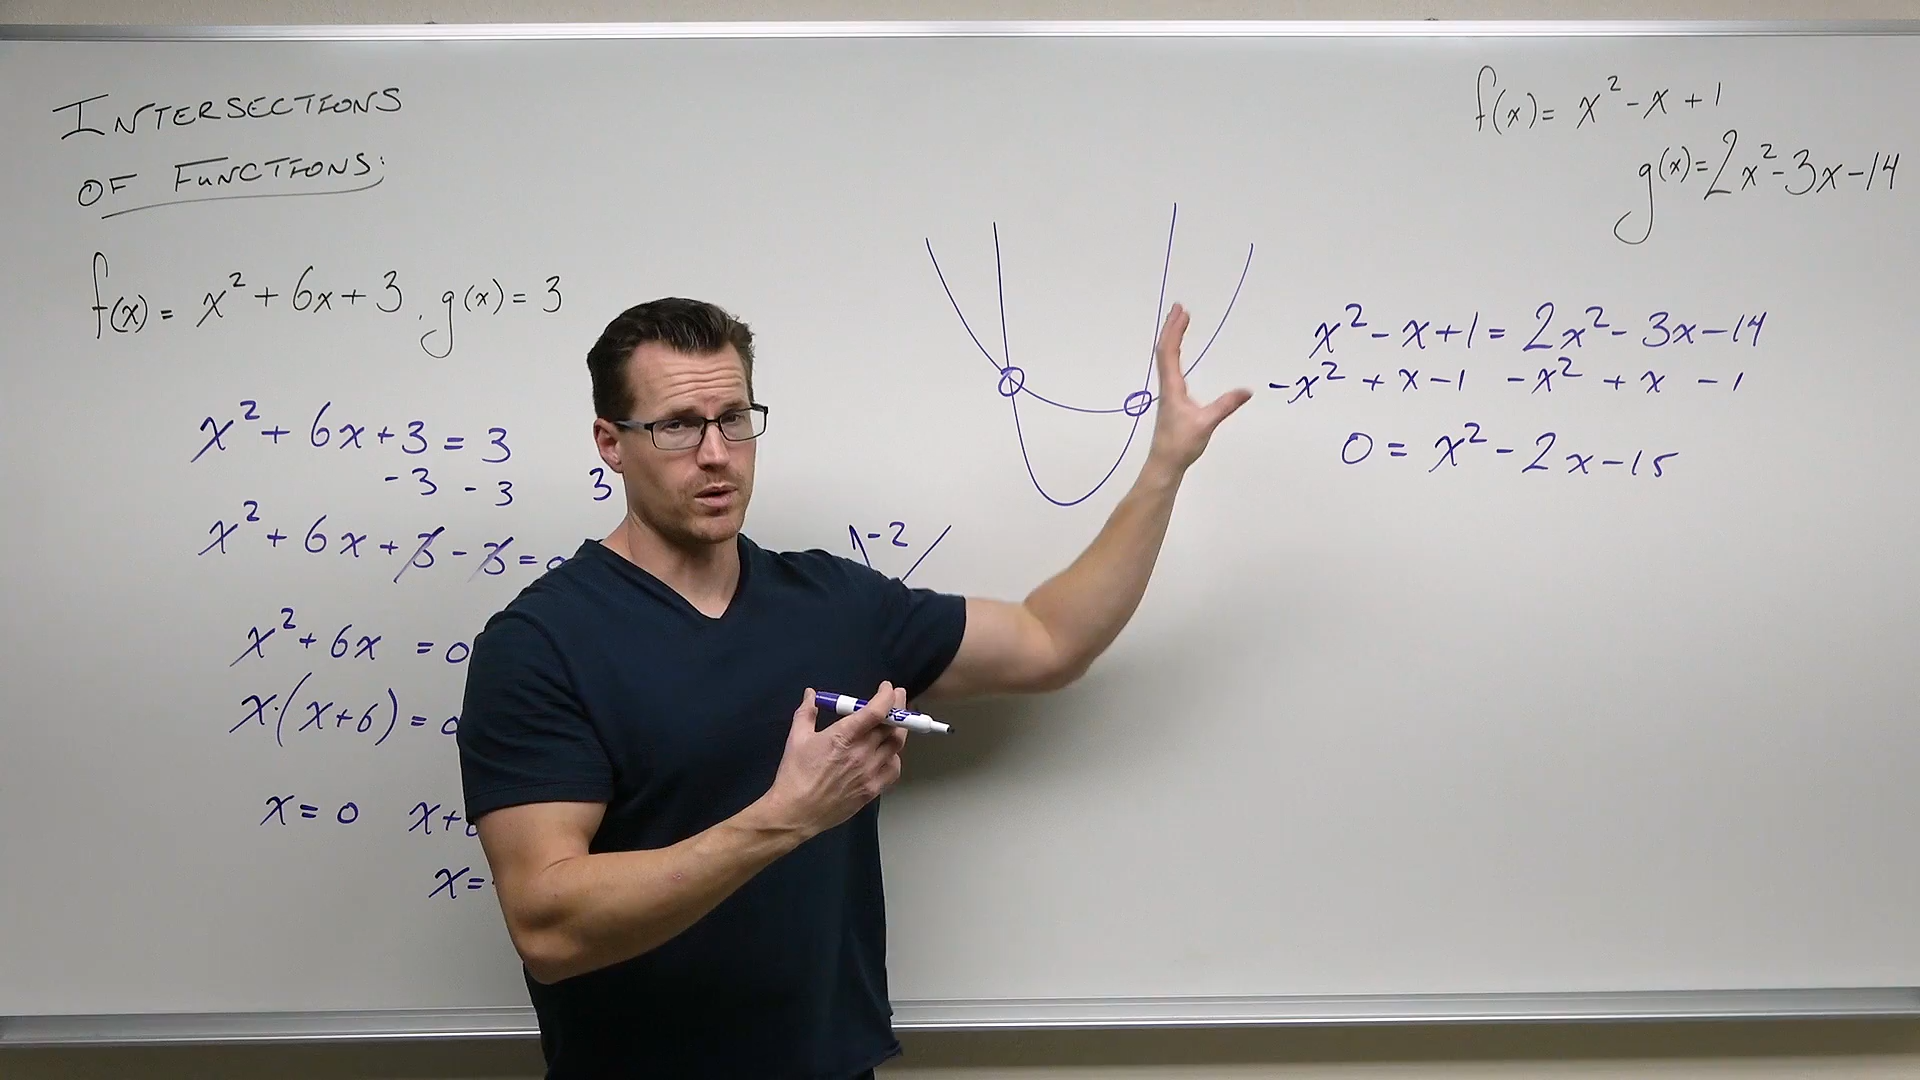 INTERSECTIONS
OF FUNCTIONS:
f(x) = x² + 6x + 3, g(x) = 3
x² + 6x + 3 = 3
-3 -3
3
x² + 6x + 3 - 3 = 0
x² + 6x = 0
x·(x+6) = 0
x = 0 x+6
x=
-2
f(x) = x² - x + 1
g(x) = 2x² - 3x - 14
x² - x + 1 = 2x² - 3x - 14
-x² + x - 1 -x² + x - 1
0 = x² - 2x - 15